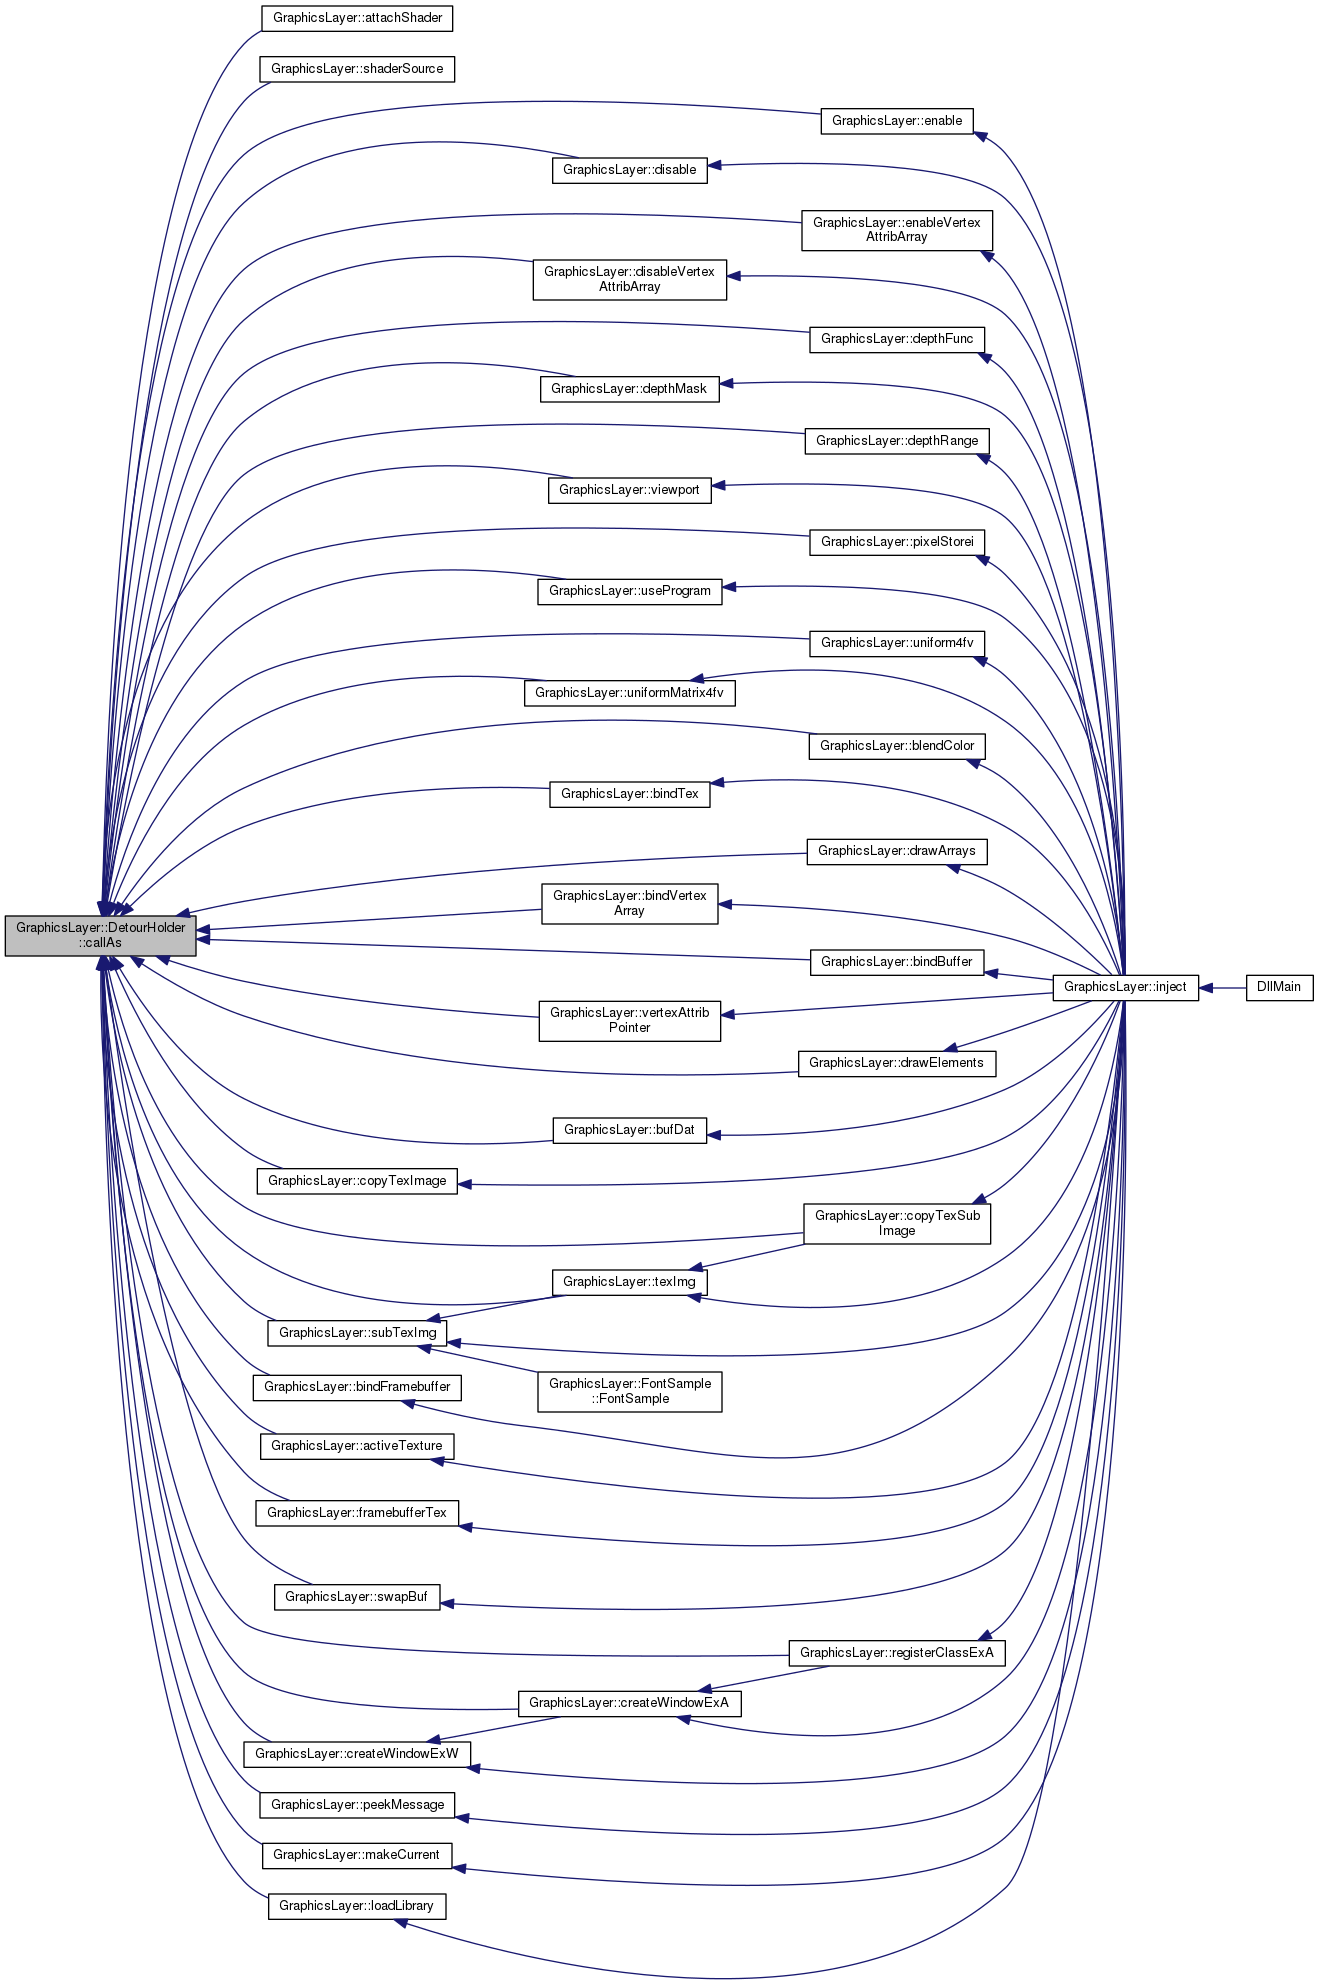 GraphicsLayer::attachShader
GraphicsLayer::shaderSource
GraphicsLayer::enable
GraphicsLayer::disable
GraphicsLayer::enableVertex
AttribArray
GraphicsLayer::disableVertex
AttribArray
GraphicsLayer::depthFunc
GraphicsLayer::depthMask
GraphicsLayer::depthRange
GraphicsLayer::viewport
GraphicsLayer::pixelStorei
GraphicsLayer::useProgram
GraphicsLayer::uniform4fv
GraphicsLayer::uniformMatrix4fv
GraphicsLayer::blendColor
GraphicsLayer::bindTex
GraphicsLayer::drawArrays
GraphicsLayer::bindVertex
Array
GraphicsLayer::DetourHolder
::callAs
GraphicsLayer::bindBuffer
GraphicsLayer::inject
DllMain
GraphicsLayer::vertexAttrib
Pointer
GraphicsLayer::drawElements
GraphicsLayer::bufDat
GraphicsLayer::copyTexImage
GraphicsLayer::copyTexSub
Image
GraphicsLayer::texImg
GraphicsLayer::subTexImg
GraphicsLayer::FontSample
::FontSample
GraphicsLayer::bindFramebuffer
GraphicsLayer::activeTexture
GraphicsLayer::framebufferTex
GraphicsLayer::swapBuf
GraphicsLayer::registerClassExA
GraphicsLayer::createWindowExA
GraphicsLayer::createWindowExW
GraphicsLayer::peekMessage
GraphicsLayer::makeCurrent
GraphicsLayer::loadLibrary